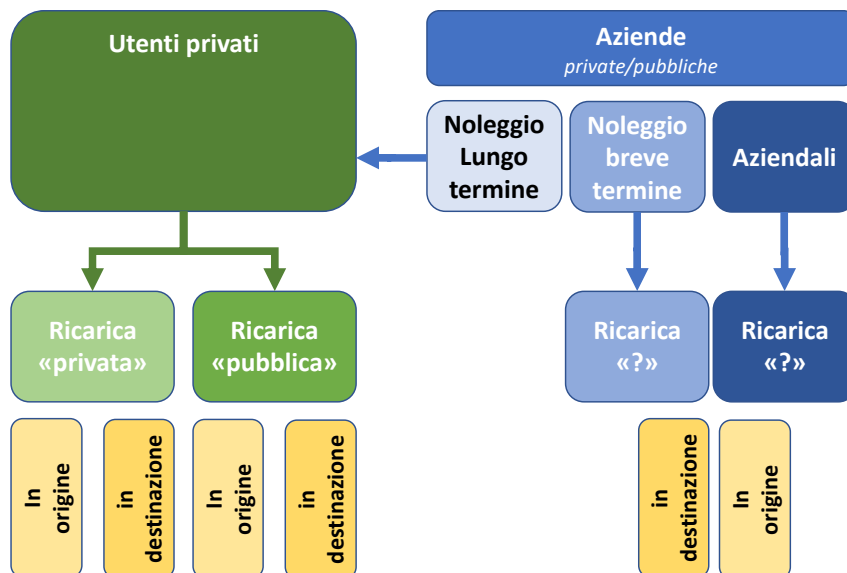 Utenti privati
Aziende
private/pubbliche
Noleggio
Lungo
termine
Noleggio
breve
termine
Aziendali
Ricarica
«privata»
Ricarica
«pubblica»
Ricarica
«?»
Ricarica
«?»
In
origine
in
destinazione
In
origine
in
destinazione
in
destinazione
In
origine